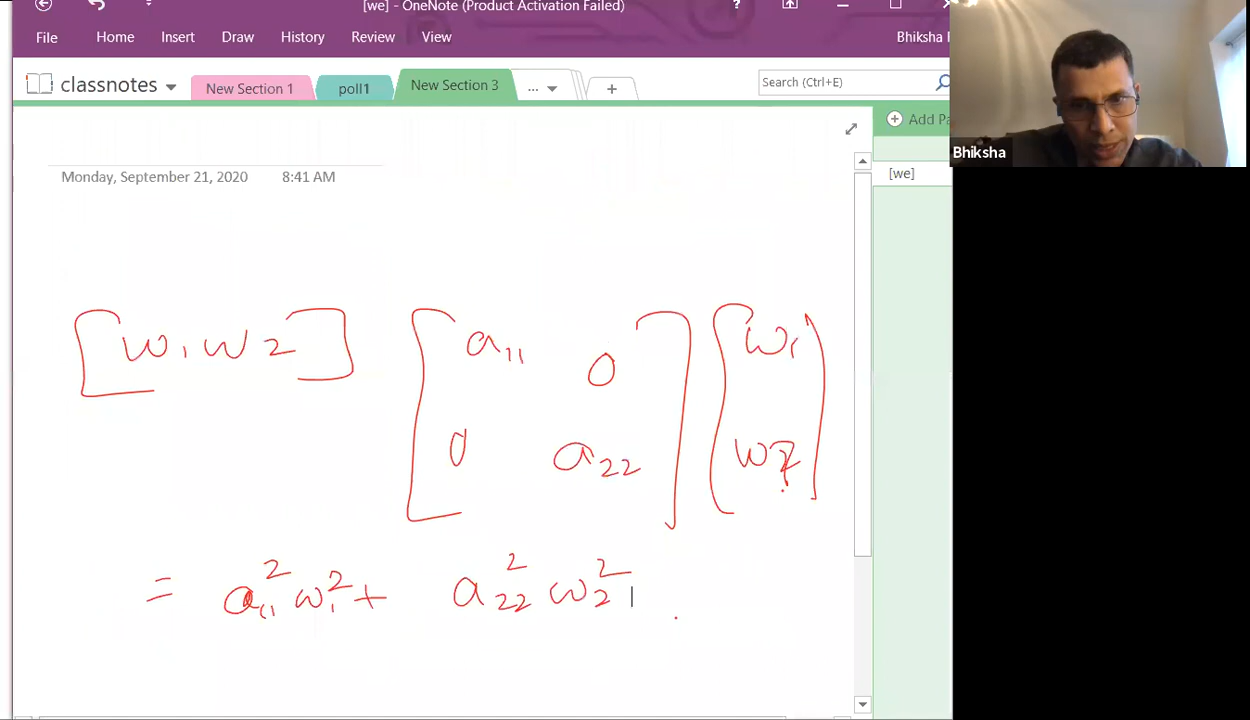 [we] - OneNote (Product Activation Failed)
?
File Home Insert Draw History Review View Bhiksha
classnotes New Section 1 poll1 New Section 3 ... + Search (Ctrl+E)
Add Pa
Bhiksha
[we]
Monday, September 21, 2020 8:41 AM
[w₁ w₂] [a₁₁ 0 [w₁
0 a₂₂] w₂]
= a₁₁² w₁² + a₂₂² w₂²